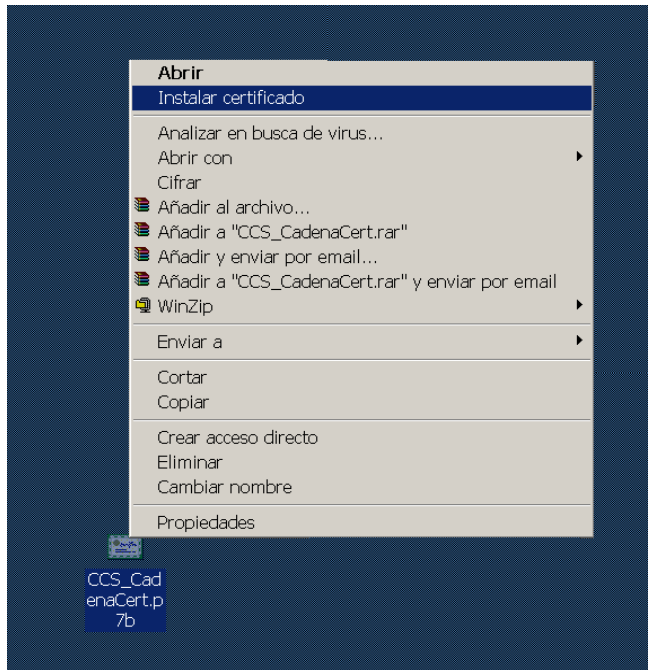 Abrir
Instalar certificado
Analizar en busca de virus...
Abrir con
Cifrar
Añadir al archivo...
Añadir a "CCS_CadenaCert.rar"
Añadir y enviar por email...
Añadir a "CCS_CadenaCert.rar" y enviar por email
WinZip
Enviar a
Cortar
Copiar
Crear acceso directo
Eliminar
Cambiar nombre
Propiedades
CCS_Cad
enaCert.p
7b